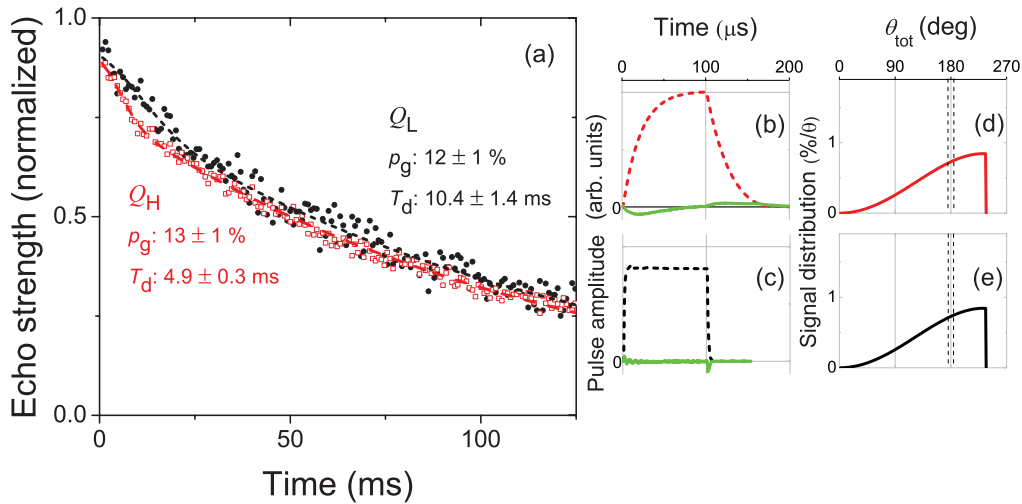 (a)
Echo strength (normalized)
1.0
0.5
0.0
Q_L
p_g: 12 ± 1 %
T_d: 10.4 ± 1.4 ms
Q_H
p_g: 13 ± 1 %
T_d: 4.9 ± 0.3 ms
0 50 100
Time (ms)
Time (μs)
0 100 200
(b)
Pulse amplitude (arb. units)
0
(c)
0
θ_tot (deg)
0 90 180 270
(d)
Signal distribution (%/θ)
1
0
(e)
1
0